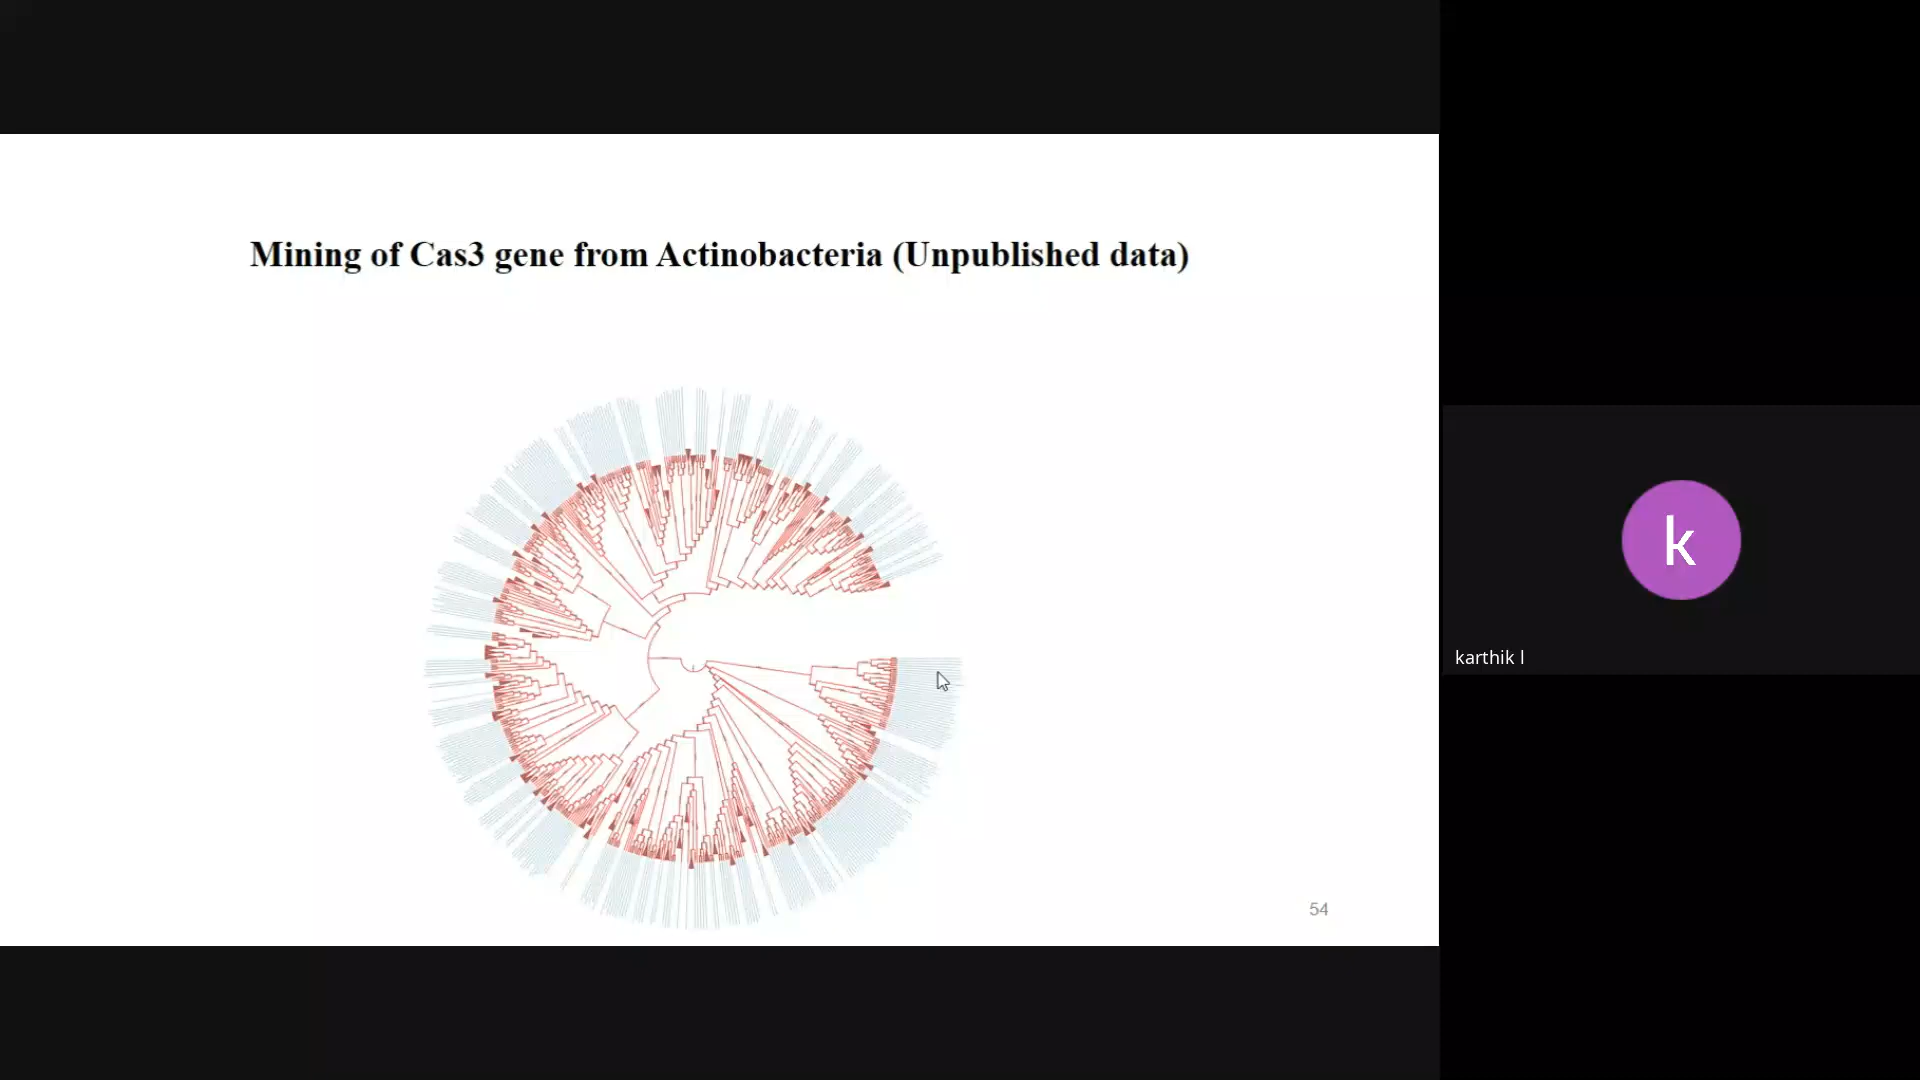 Mining of Cas3 gene from Actinobacteria (Unpublished data)
54
k
karthik l